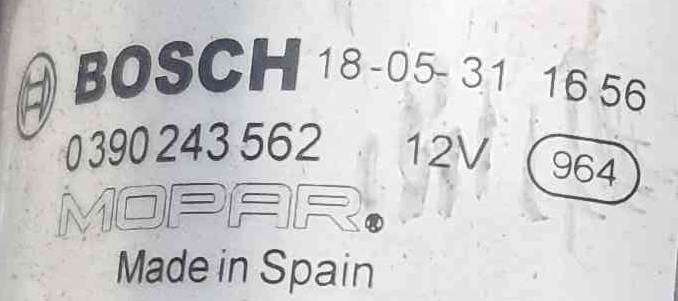 BOSCH 18-05-31 16 56
0 390 243 562 12V 964
MOPAR®
Made in Spain